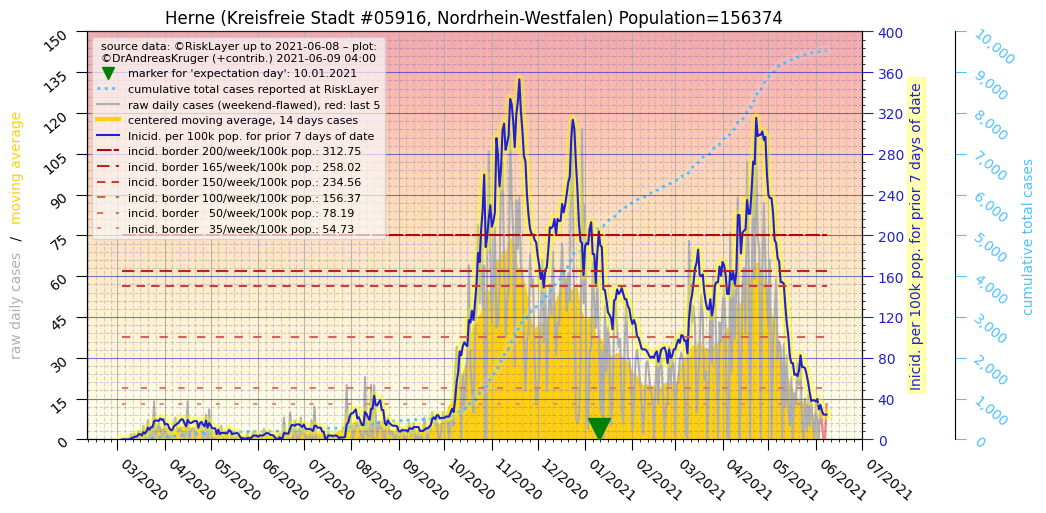 Herne (Kreisfreie Stadt #05916, Nordrhein-Westfalen) Population=156374
source data: ©RiskLayer up to 2021-06-08 – plot:
©DrAndreasKruger (+contrib.) 2021-06-09 04:00
marker for 'expectation day': 10.01.2021
cumulative total cases reported at RiskLayer
raw daily cases (weekend-flawed), red: last 5
centered moving average, 14 days cases
Inicid. per 100k pop. for prior 7 days of date
incid. border 200/week/100k pop.: 312.75
incid. border 165/week/100k pop.: 258.02
incid. border 150/week/100k pop.: 234.56
incid. border 100/week/100k pop.: 156.37
incid. border   50/week/100k pop.: 78.19
incid. border   35/week/100k pop.: 54.73
raw daily cases  /  moving average
150
135
120
105
90
75
60
45
30
15
0
400
360
320
280
240
200
160
120
80
40
0
Inicid. per 100k pop. for prior 7 days of date
10,000
9,000
8,000
7,000
6,000
5,000
4,000
3,000
2,000
1,000
0
cumulative total cases
03/2020
04/2020
05/2020
06/2020
07/2020
08/2020
09/2020
10/2020
11/2020
12/2020
01/2021
02/2021
03/2021
04/2021
05/2021
06/2021
07/2021